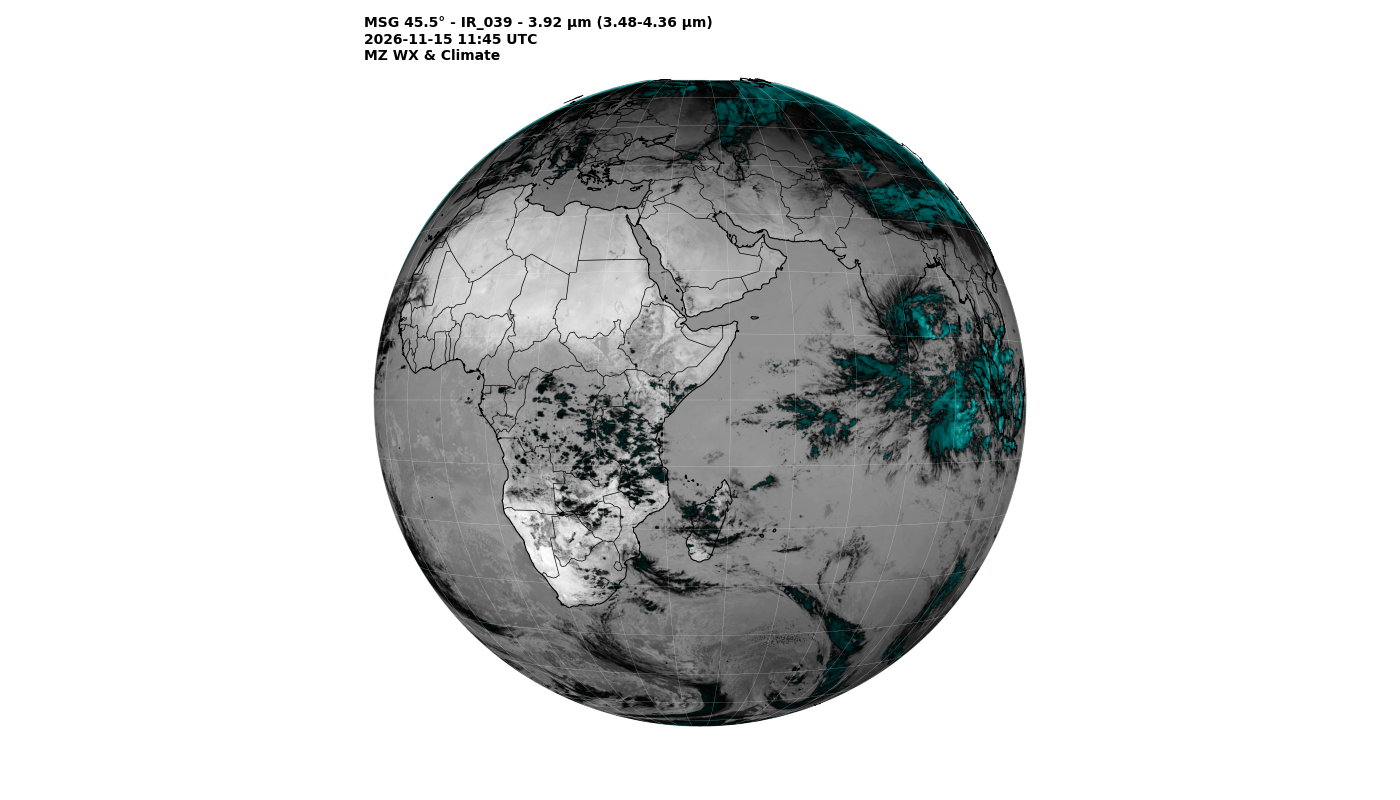 MSG 45.5° - IR_039 - 3.92 µm (3.48-4.36 µm)
2026-11-15 11:45 UTC
MZ WX & Climate